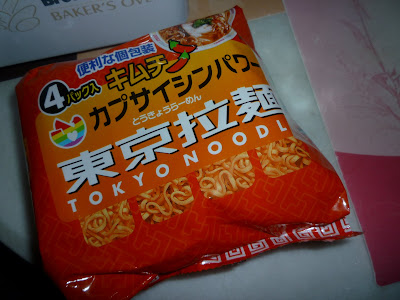 BAKER'S OVE
便利な個包装
4パック入
キムチ
カプサイシンパワー
とうきょうらーめん
東京拉麺
TOKYO NOODL